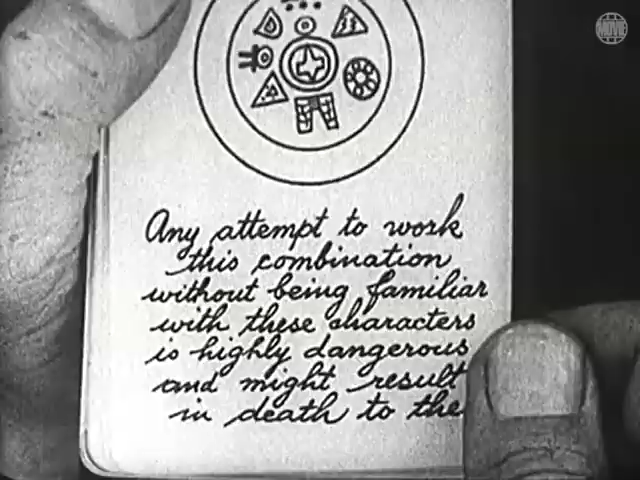 MOVIE
Any attempt to work
this combination
without being familiar
with these characters
is highly dangerous
and might result
in death to the